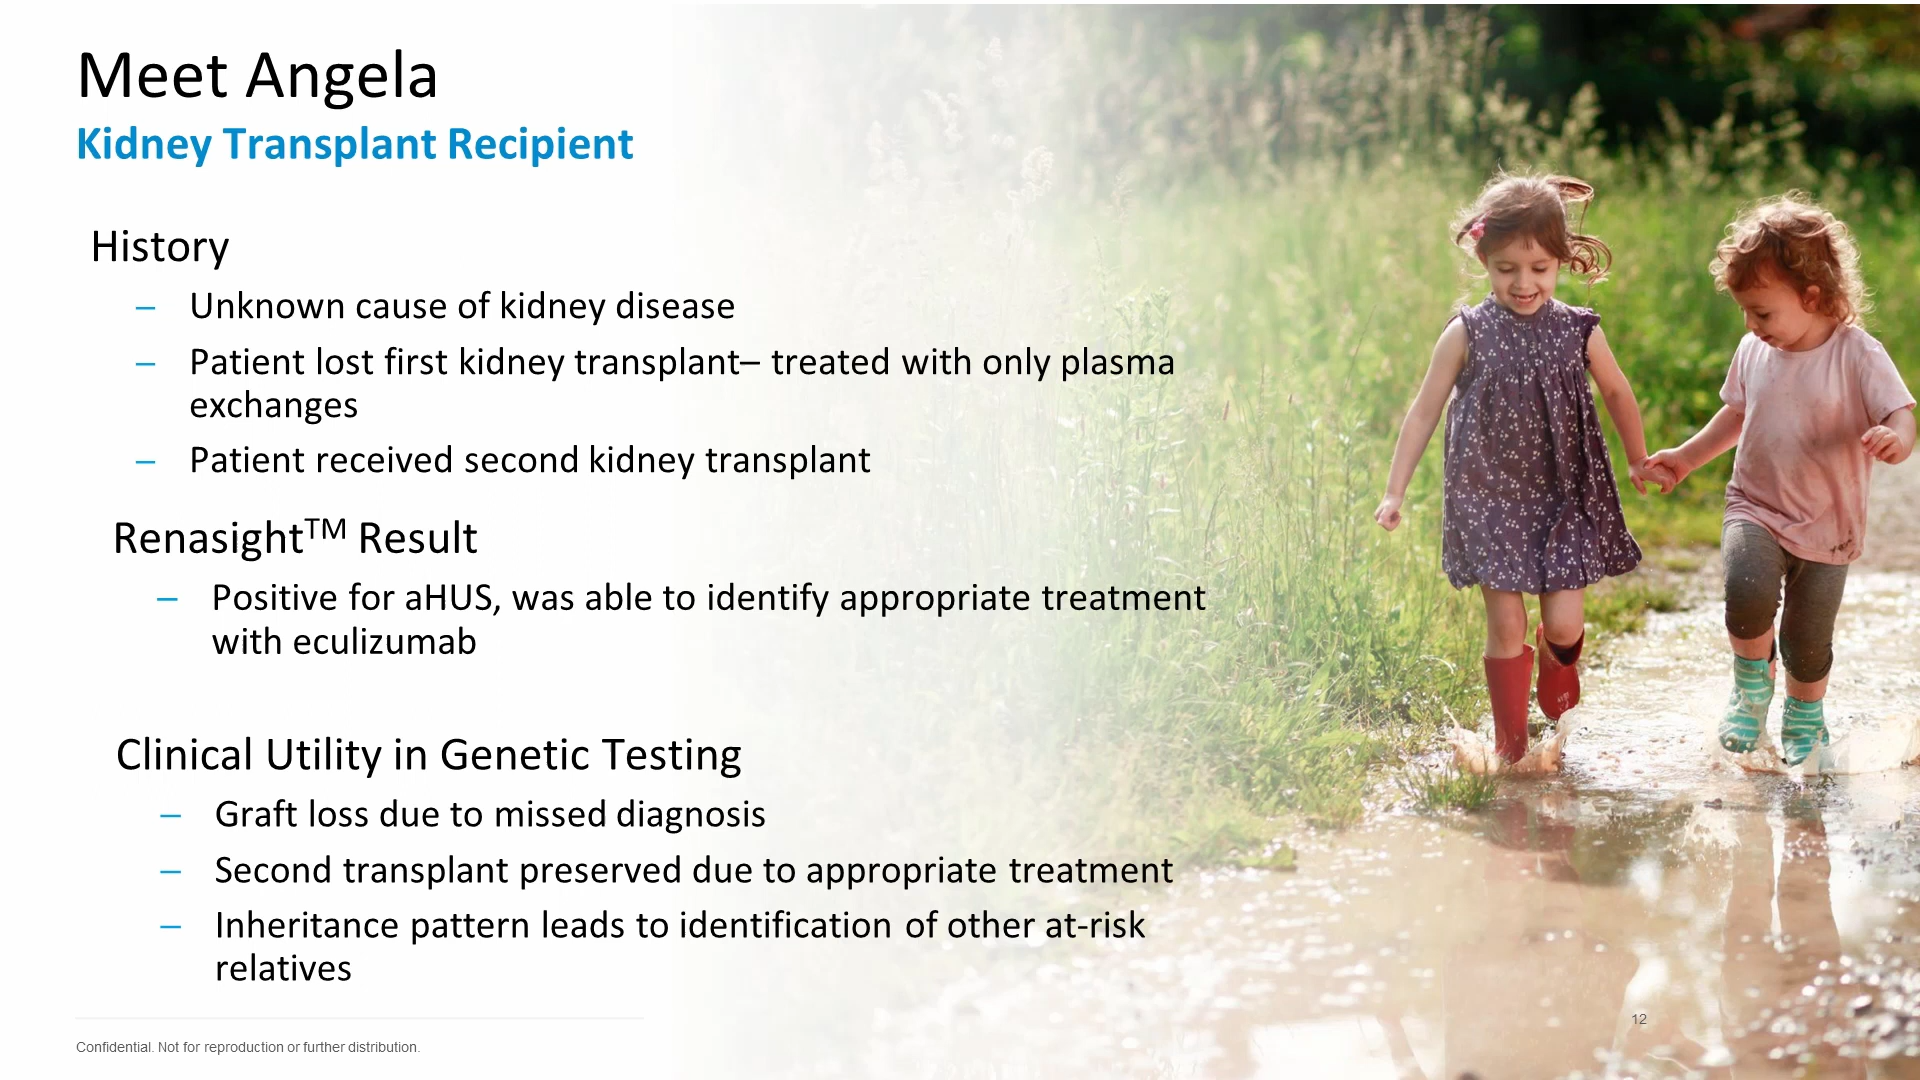 Meet Angela
Kidney Transplant Recipient
History
– Unknown cause of kidney disease
– Patient lost first kidney transplant– treated with only plasma
exchanges
– Patient received second kidney transplant
Renasight™ Result
– Positive for aHUS, was able to identify appropriate treatment
with eculizumab
Clinical Utility in Genetic Testing
– Graft loss due to missed diagnosis
– Second transplant preserved due to appropriate treatment
– Inheritance pattern leads to identification of other at-risk
relatives
12
Confidential. Not for reproduction or further distribution.